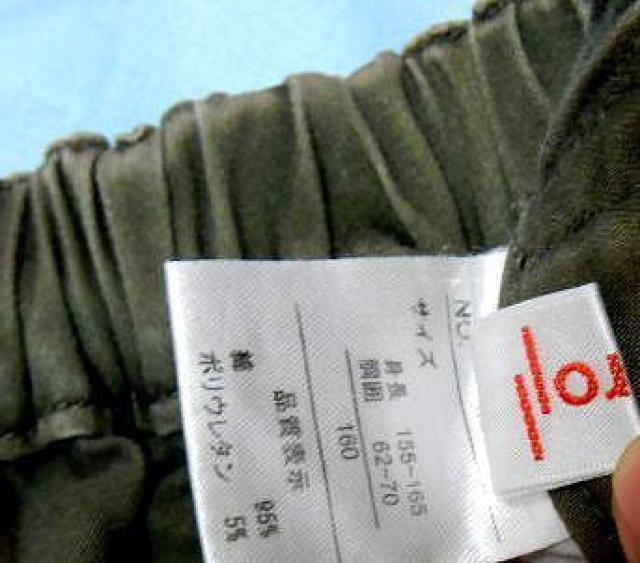 NO.
サイズ
身長 155-165
胴囲 62-70
160
品質表示
綿 95%
ポリウレタン 5%